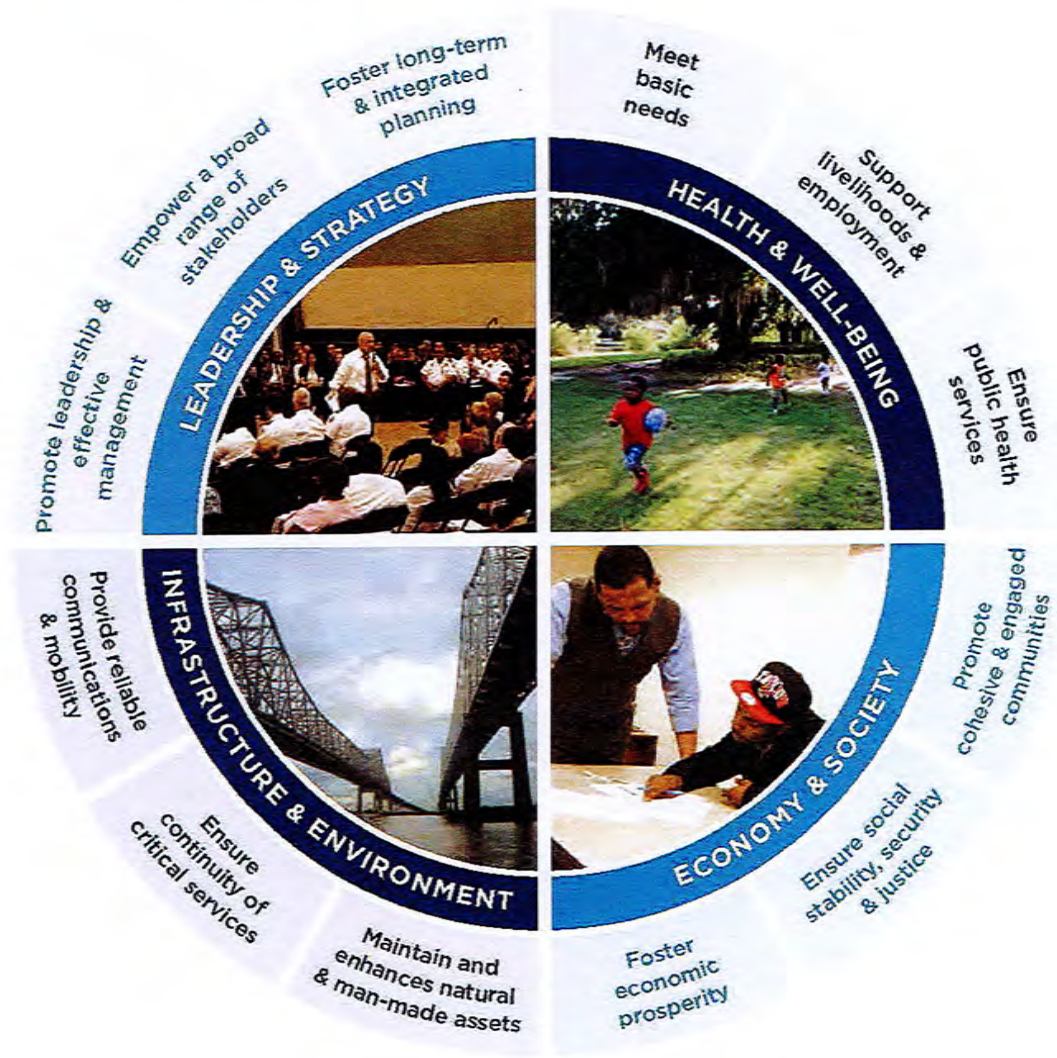 Foster long-term
& integrated
planning
Meet
basic
needs
Empower a broad
range of
stakeholders
Support
livelihoods &
employment
Promote leadership &
effective
management
Ensure
public health
services
LEADERSHIP & STRATEGY
HEALTH & WELL-BEING
INFRASTRUCTURE & ENVIRONMENT
ECONOMY & SOCIETY
Provide reliable
communications
& mobility
Promote
cohesive & engaged
communities
Ensure
continuity of
critical services
Ensure social
stability, security
& justice
Maintain and
enhances natural
& man-made assets
Foster
economic
prosperity